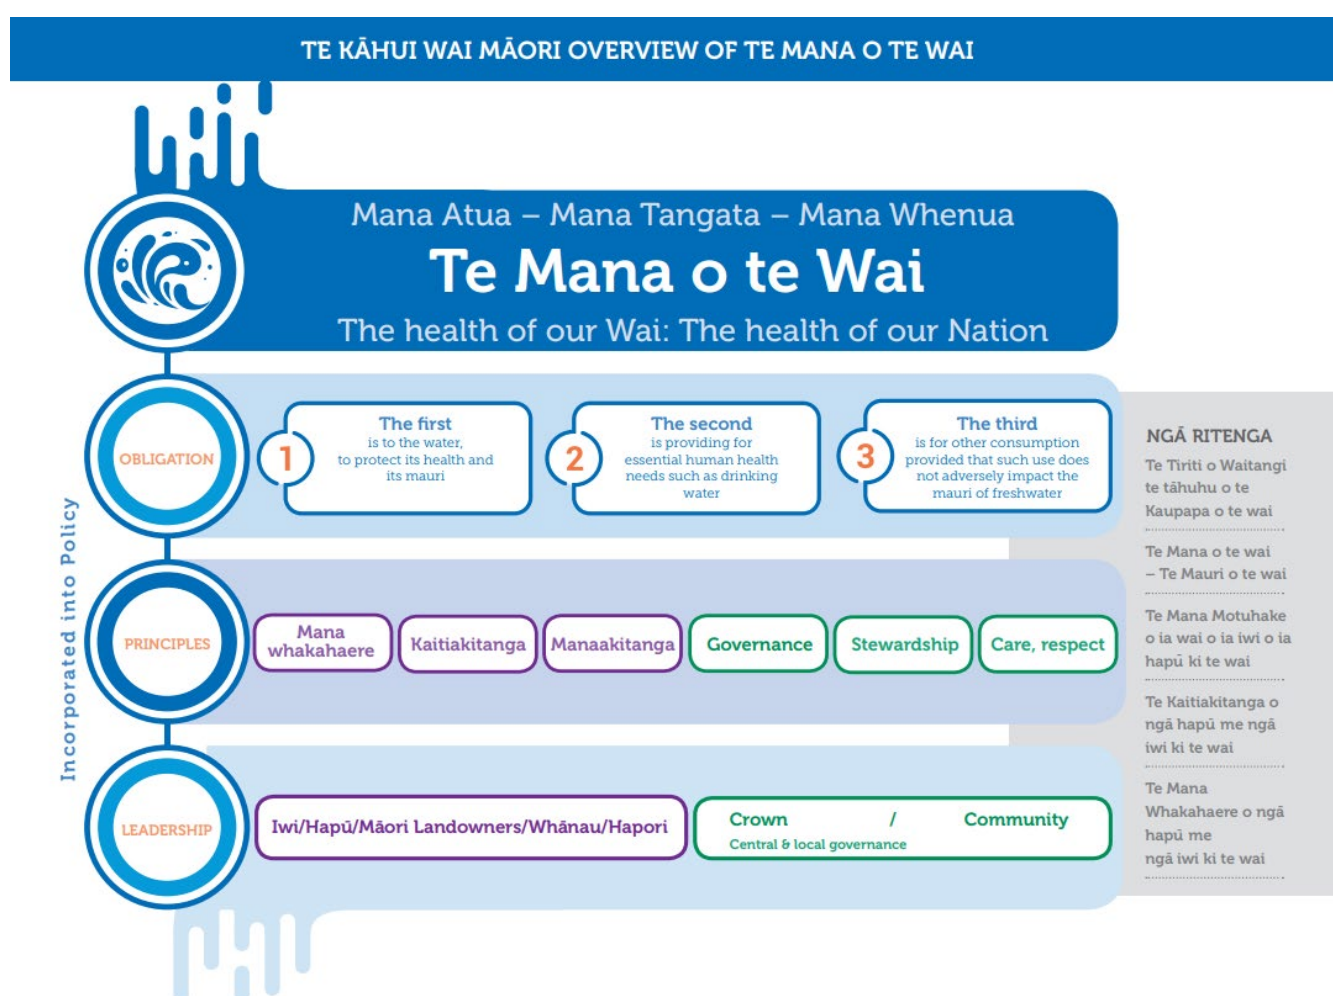 TE KĀHUI WAI MĀORI OVERVIEW OF TE MANA O TE WAI
Mana Atua – Mana Tangata – Mana Whenua
Te Mana o te Wai
The health of our Wai: The health of our Nation
Incorporated into Policy
OBLIGATION
1
The first
is to the water,
to protect its health and
its mauri
2
The second
is providing for
essential human health
needs such as drinking
water
3
The third
is for other consumption
provided that such use does
not adversely impact the
mauri of freshwater
PRINCIPLES
Mana
whakahaere
Kaitiakitanga
Manaakitanga
Governance
Stewardship
Care, respect
LEADERSHIP
Iwi/Hapū/Māori Landowners/Whānau/Hapori
Crown / Community
Central & local governance
NGĀ RITENGA
Te Tiriti o Waitangi
te tāhuhu o te
Kaupapa o te wai
Te Mana o te wai
– Te Mauri o te wai
Te Mana Motuhake
o ia wai o ia iwi o ia
hapū ki te wai
Te Kaitiakitanga o
ngā hapū me ngā
iwi ki te wai
Te Mana
Whakahaere o ngā
hapū me
ngā iwi ki te wai